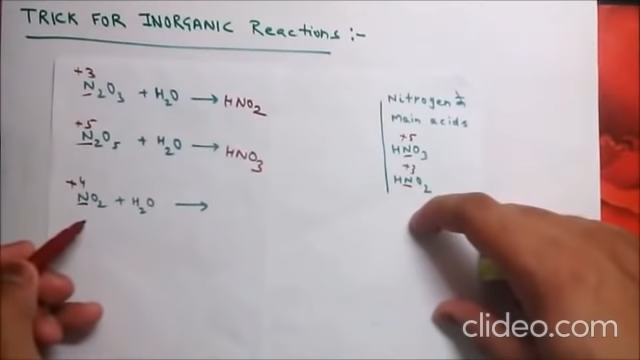 TRICK FOR INORGANIC Reactions :-
+3
N2O3 + H2O → HNO2
+5
N2O5 + H2O → HNO3
+4
NO2 + H2O →
Nitrogen
Main acids
+5
HNO3
+3
HNO2
clideo.com